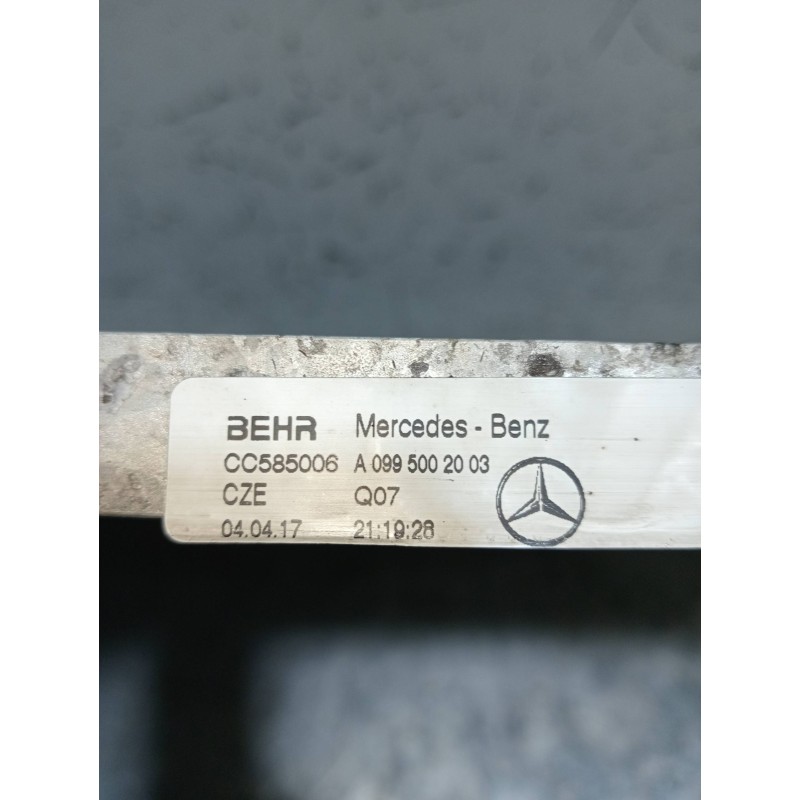 BEHR Mercedes - Benz
CC585006 A 099 500 20 03
CZE Q07
04.04.17 21:19:28